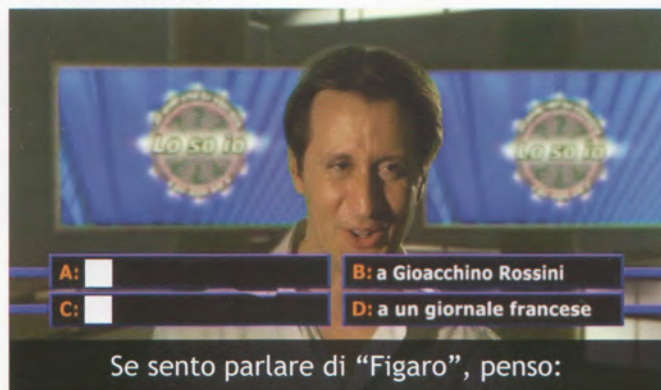 Lo so io
Lo so io
A:
B: a Gioacchino Rossini
C:
D: a un giornale francese
Se sento parlare di “Figaro”, penso: